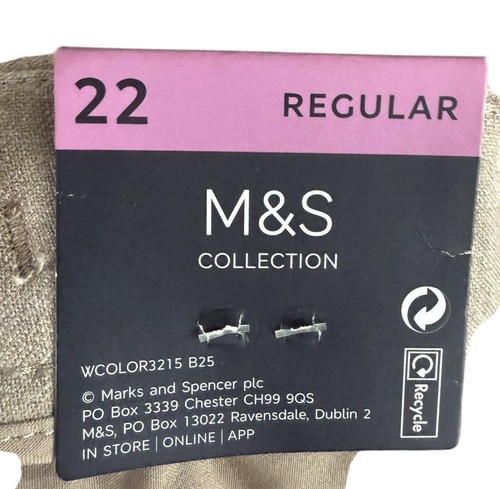 22 REGULAR
M&S
COLLECTION
WCOLOR3215 B25
© Marks and Spencer plc
PO Box 3339 Chester CH99 9QS
M&S, PO Box 13022 Ravensdale, Dublin 2
IN STORE | ONLINE | APP
Recycle